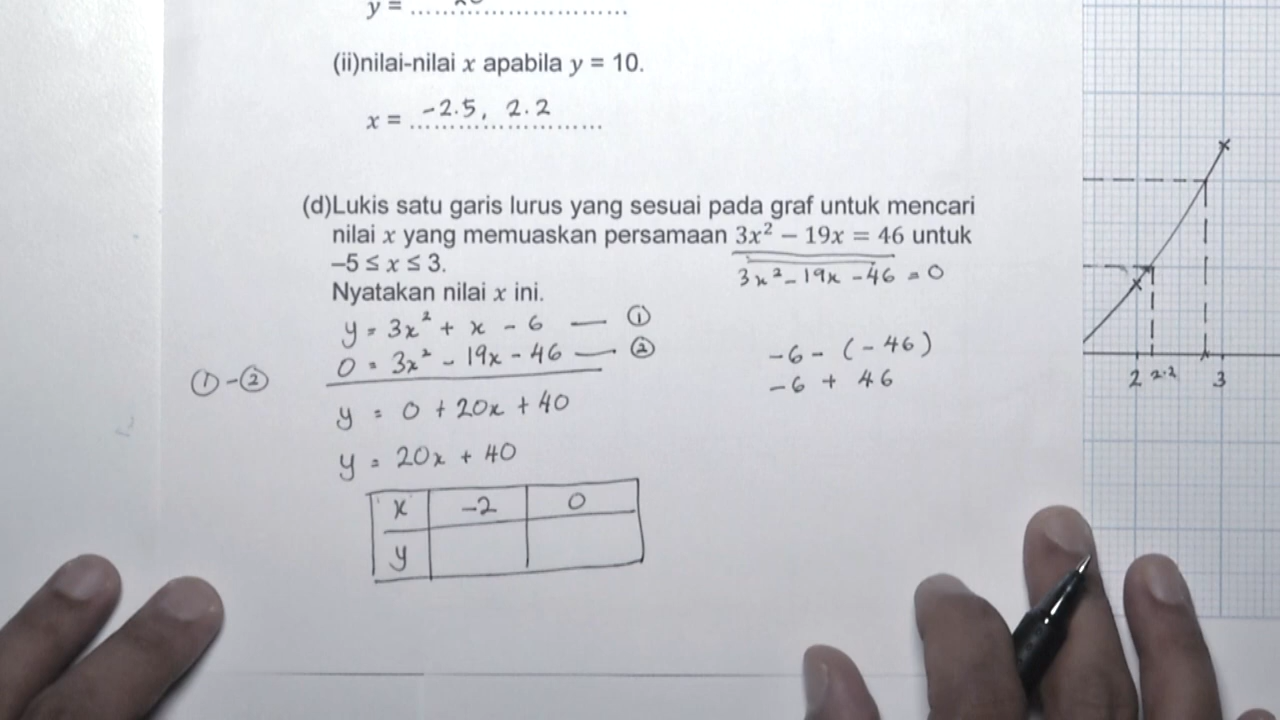 y = ..............................
(ii)nilai-nilai x apabila y = 10.
x = -2.5, 2.2
(d)Lukis satu garis lurus yang sesuai pada graf untuk mencari
nilai x yang memuaskan persamaan 3x² − 19x = 46 untuk
–5 ≤ x ≤ 3.
3x² - 19x - 46 = 0
Nyatakan nilai x ini.
y = 3x² + x - 6 — ①
0 = 3x² - 19x - 46 — ②
① - ②
y = 0 + 20x + 40
y = 20x + 40
x -2 0
y
-6 - (-46)
-6 + 46
2 2.2 3